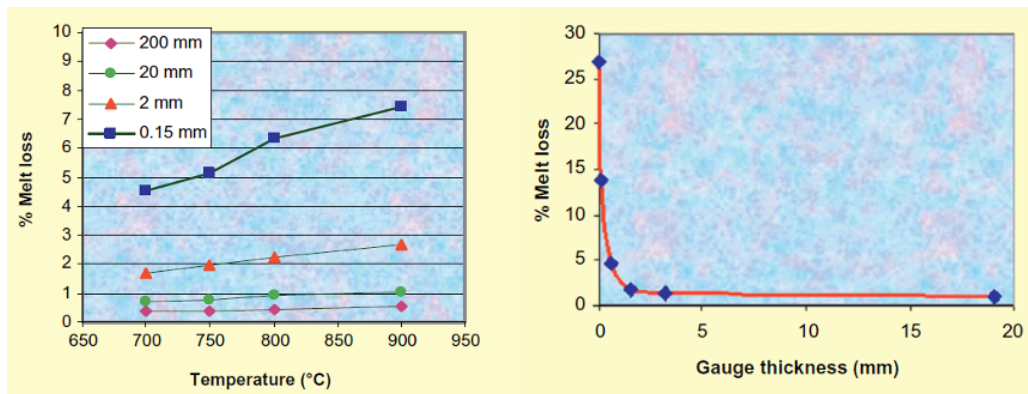 10
9
8
7
6
5
4
3
2
1
0
% Melt loss
200 mm
20 mm
2 mm
0.15 mm
650 700 750 800 850 900 950
Temperature (°C)
30
25
20
15
10
5
0
% Melt loss
0 5 10 15 20
Gauge thickness (mm)